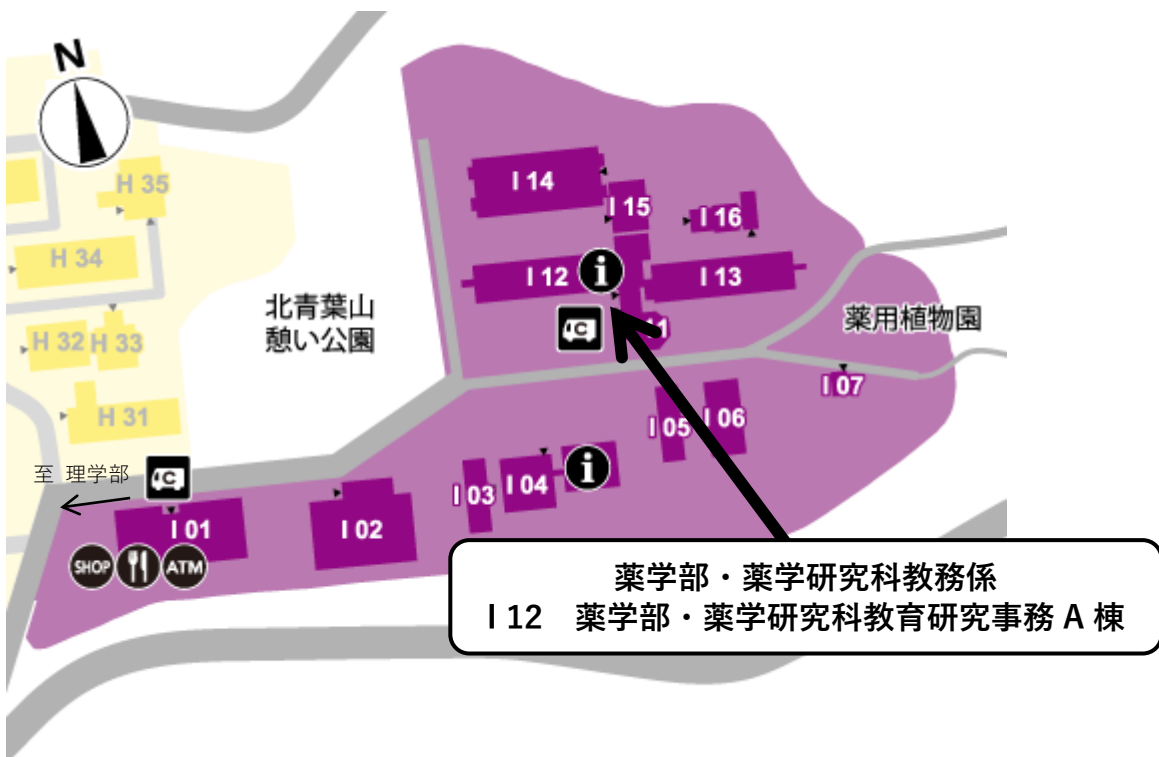 N
H 35
I 14
I 15
I 16
H 34
I 12
i
I 13
北青葉山
憩い公園
薬用植物園
C
H 32
H 33
I 07
H 31
I 05
I 06
至 理学部
C
I 03
I 04
i
I 01
I 02
SHOP
ATM
薬学部・薬学研究科教務係
I 12 薬学部・薬学研究科教育研究事務 A 棟